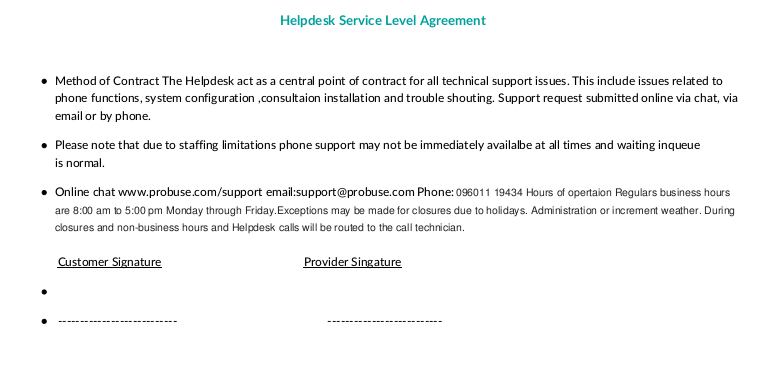 Helpdesk Service Level Agreement
● Method of Contract The Helpdesk act as a central point of contract for all technical support issues. This include issues related to
phone functions, system configuration ,consultaion installation and trouble shouting. Support request submitted online via chat, via
email or by phone.
● Please note that due to staffing limitations phone support may not be immediately availalbe at all times and waiting inqueue
is normal.
● Online chat www.probuse.com/support email:support@probuse.com Phone: 096011 19434 Hours of opertaion Regulars business hours
are 8:00 am to 5:00 pm Monday through Friday.Exceptions may be made for closures due to holidays. Administration or increment weather. During
closures and non-business hours and Helpdesk calls will be routed to the call technician.
Customer Signature Provider Singature
●
● --------------------------- --------------------------